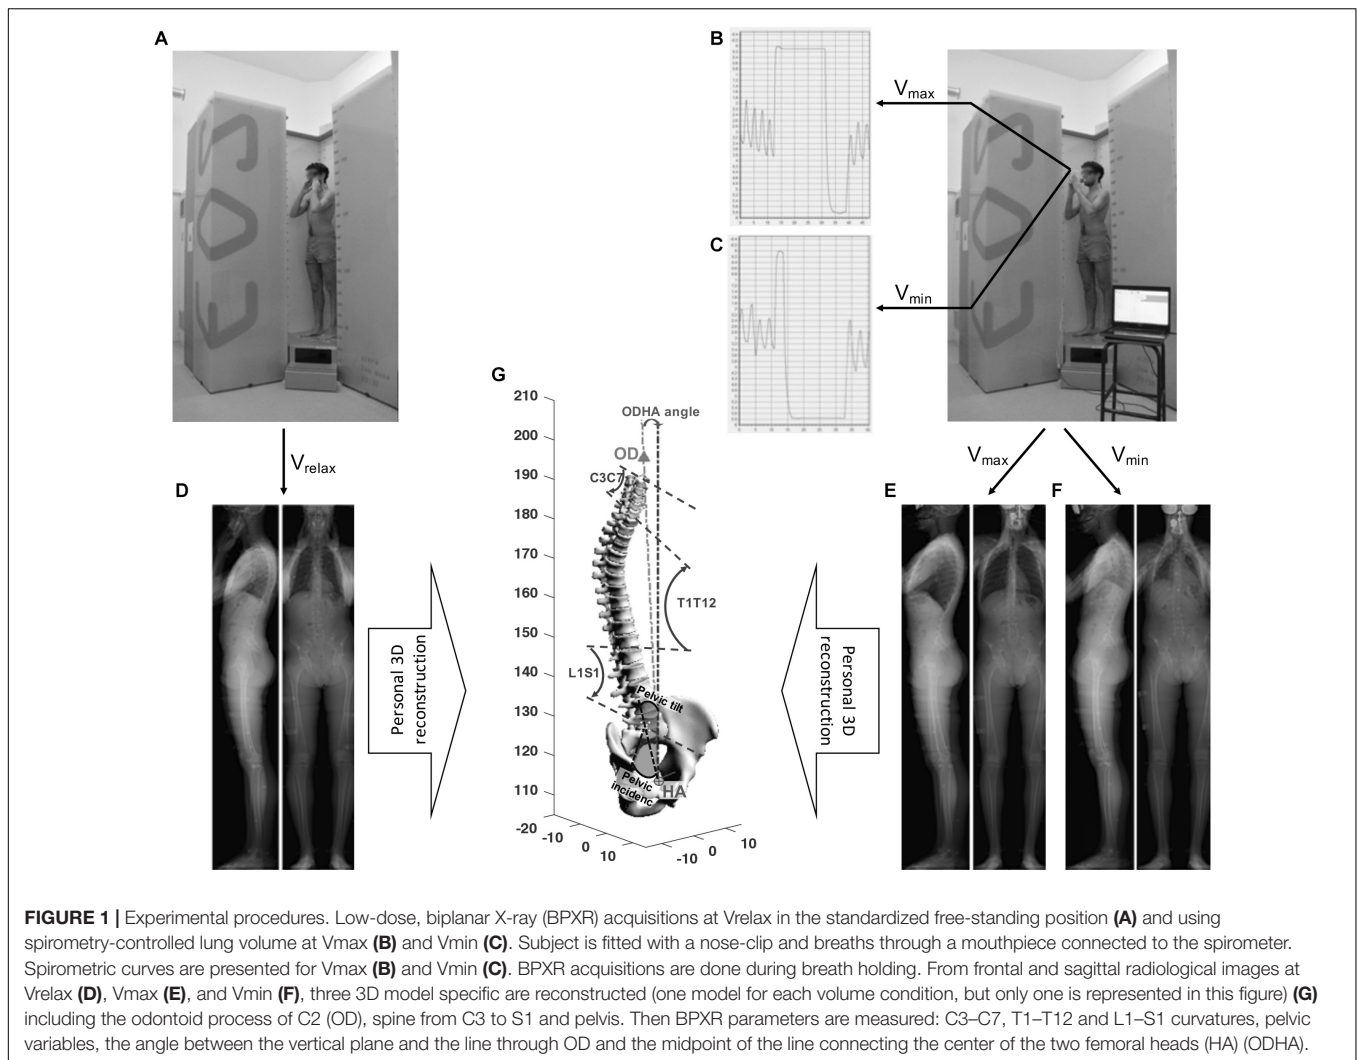 A
EOS
V_relax
D
B
V_max
C
V_min
V_max
V_min
E
F
G
210
200
190
180
170
160
150
140
130
120
110
-20
-10
0
10
-10
0
10
ODHA angle
OD
C3C7
T1T12
L1S1
Pelvic tilt
Pelvic
incidenc
HA
Personal 3D
reconstruction
Personal 3D
reconstruction
EOS
FIGURE 1 | Experimental procedures. Low-dose, biplanar X-ray (BPXR) acquisitions at Vrelax in the standardized free-standing position (A) and using
spirometry-controlled lung volume at Vmax (B) and Vmin (C). Subject is fitted with a nose-clip and breaths through a mouthpiece connected to the spirometer.
Spirometric curves are presented for Vmax (B) and Vmin (C). BPXR acquisitions are done during breath holding. From frontal and sagittal radiological images at
Vrelax (D), Vmax (E), and Vmin (F), three 3D model specific are reconstructed (one model for each volume condition, but only one is represented in this figure) (G)
including the odontoid process of C2 (OD), spine from C3 to S1 and pelvis. Then BPXR parameters are measured: C3–C7, T1–T12 and L1–S1 curvatures, pelvic
variables, the angle between the vertical plane and the line through OD and the midpoint of the line connecting the center of the two femoral heads (HA) (ODHA).